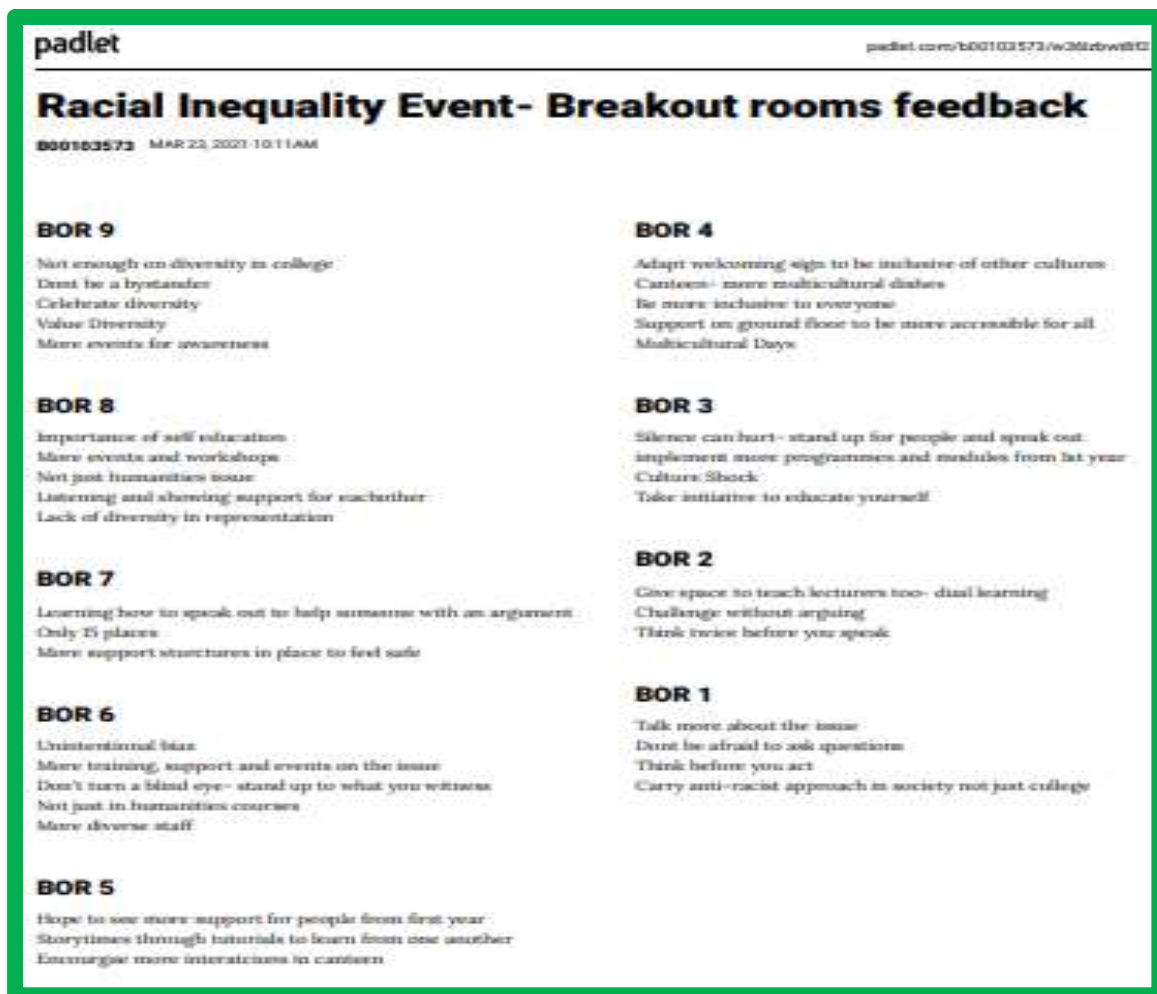 padlet
Racial Inequality Event- Breakout rooms feedback
B00103573 MAR 23, 2021 10:11AM
BOR 9
Not enough on diversity in college
Dont be a bystander
Celebrate diversity
Value Diversity
More events for awareness
BOR 8
Importance of self education
More events and workshops
Not just humanities issue
Listening and showing support for eachother
Lack of diversity in representation
BOR 7
Learning how to speak out to help someone with an argument
Only 15 places
More support sturctures in place to feel safe
BOR 6
Unintentional bias
More training, support and events on the issue
Don't turn a blind eye- stand up to what you witness
Not just in humanities courses
More diverse staff
BOR 5
Hope to see more support for people from first year
Storytimes through tutorials to learn from one another
Encourgae more interatcions in canteen
BOR 4
Adapt welcoming sign to be inclusive of other cultures
Canteen- more multicultural dishes
Be more inclusive to everyone
Support on ground floor to be more accessible for all
Multicultural Days
BOR 3
Silence can hurt- stand up for people and speak out
implement more programmes and modules from 1st year
Culture Shock
Take initiative to educate yourself
BOR 2
Give space to teach lecturers too- dual learning
Challenge without arguing
Think twice before you speak
BOR 1
Talk more about the issue
Dont be afraid to ask questions
Think before you act
Carry anti-racist approach in society not just college